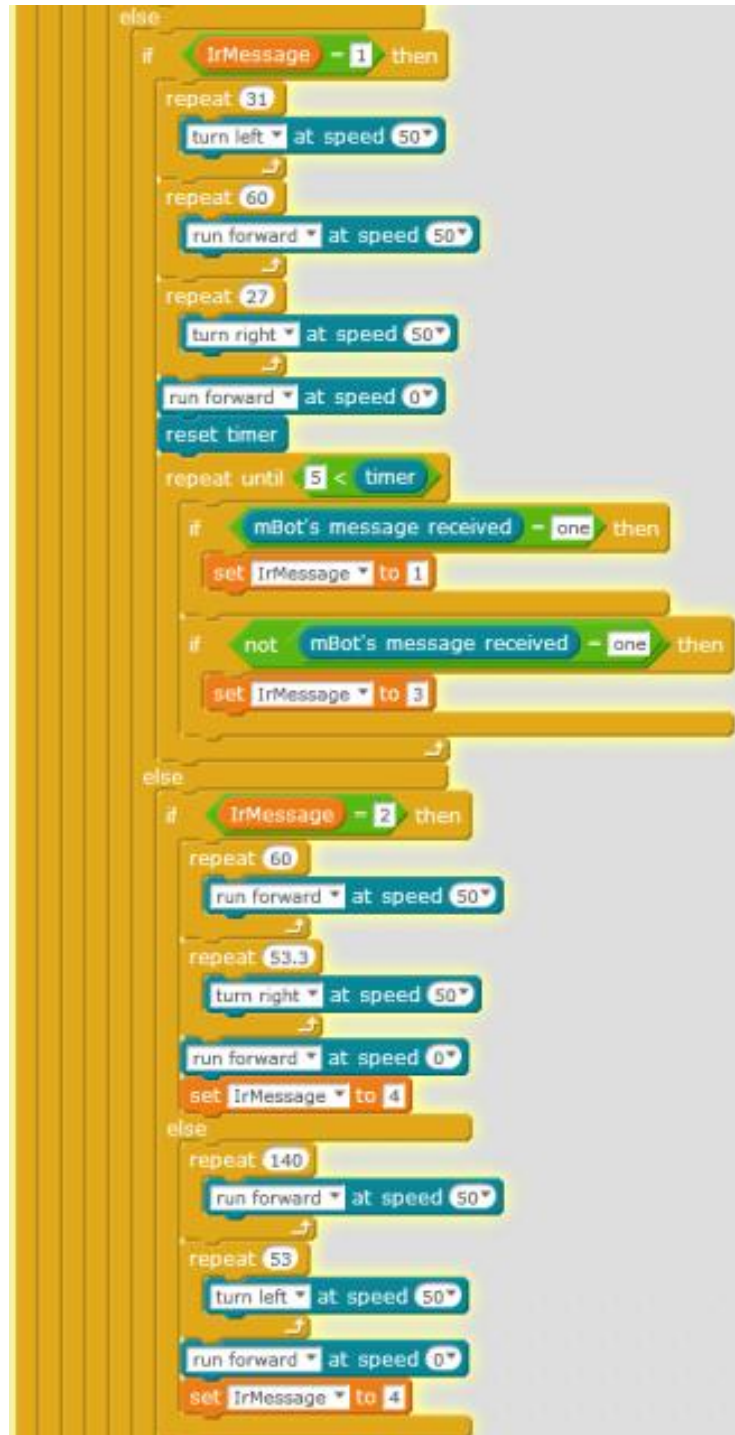 else
if IrMessage = 1 then
repeat 31
turn left at speed 50
repeat 60
run forward at speed 50
repeat 27
turn right at speed 50
run forward at speed 0
reset timer
repeat until 5 < timer
if mBot's message received = one then
set IrMessage to 1
if not mBot's message received = one then
set IrMessage to 3
else
if IrMessage = 2 then
repeat 60
run forward at speed 50
repeat 53.3
turn right at speed 50
run forward at speed 0
set IrMessage to 4
else
repeat 140
run forward at speed 50
repeat 53
turn left at speed 50
run forward at speed 0
set IrMessage to 4